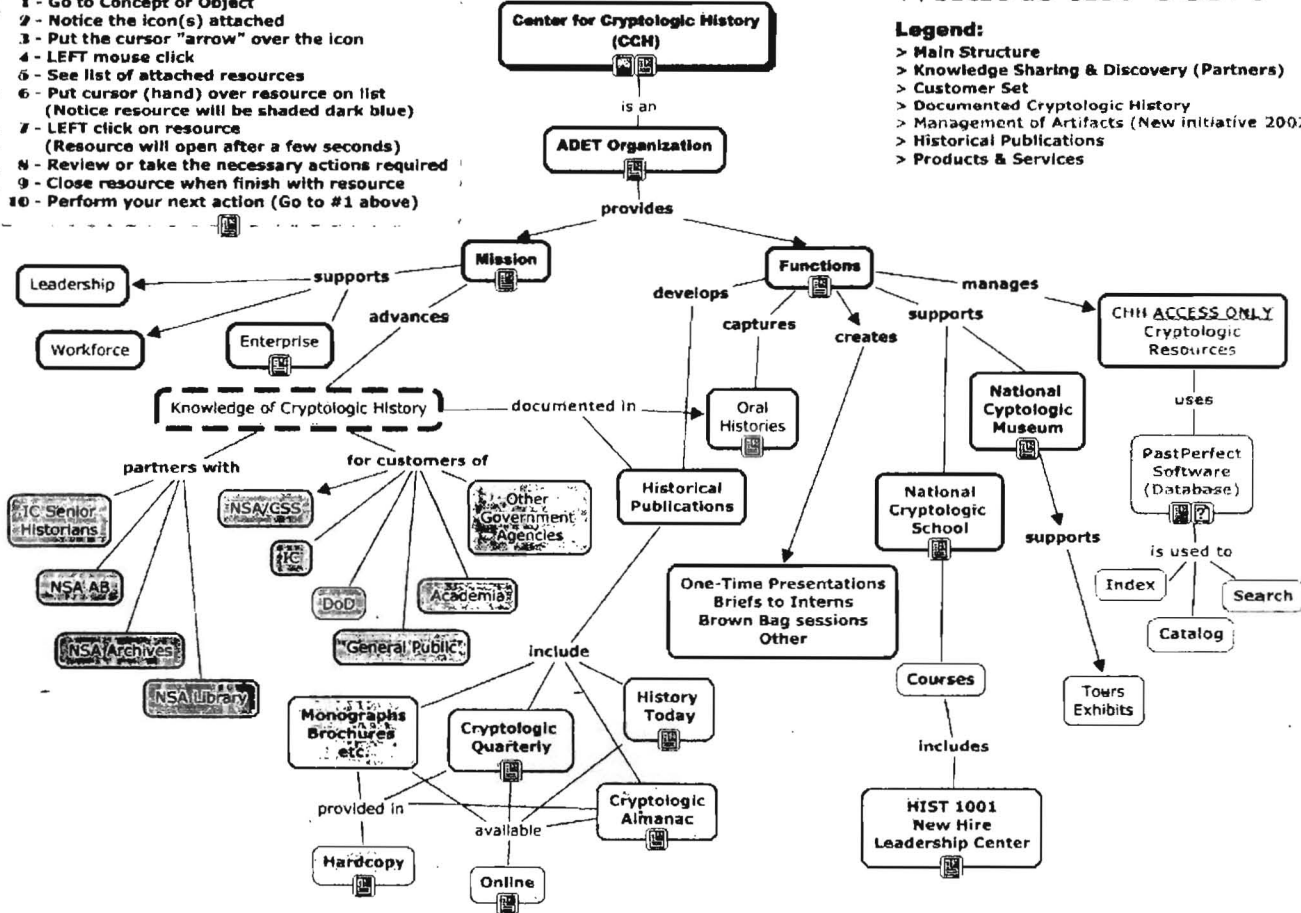 1 - Go to Concept or Object
2 - Notice the icon(s) attached
3 - Put the cursor "arrow" over the icon
4 - LEFT mouse click
5 - See list of attached resources
6 - Put cursor (hand) over resource on list
(Notice resource will be shaded dark blue)
7 - LEFT click on resource
(Resource will open after a few seconds)
8 - Review or take the necessary actions required
9 - Close resource when finish with resource
10 - Perform your next action (Go to #1 above)
Center for Cryptologic History
(CCH)
is an
ADET Organization
provides
Legend:
> Main Structure
> Knowledge Sharing & Discovery (Partners)
> Customer Set
> Documented Cryptologic History
> Management of Artifacts (New initiative
> Historical Publications
> Products & Services
Mission
supports
Leadership
Workforce
Enterprise
advances
Functions
develops
captures
creates
supports
manages
CHH ACCESS ONLY
Cryptologic
Resources
Knowledge of Cryptologic History
documented in
Oral
Histories
National
Cyptologic
Museum
uses
PastPerfect
Software
(Database)
?
partners with
for customers of
IC Senior
Historians
NSA AB
NSA Archives
NSA Library
NSA/CSS
IC
DoD
General Public
Academia
Other
Government
Agencies
Historical
Publications
National
Cryptologic
School
supports
is used to
Index
Catalog
Search
One-Time Presentations
Briefs to Interns
Brown Bag sessions
Other
include
Courses
Tours
Exhibits
Monographs
Brochures
etc.
Cryptologic
Quarterly
History
Today
includes
provided in
available
Cryptologic
Almanac
HIST 1001
New Hire
Leadership Center
Hardcopy
Online